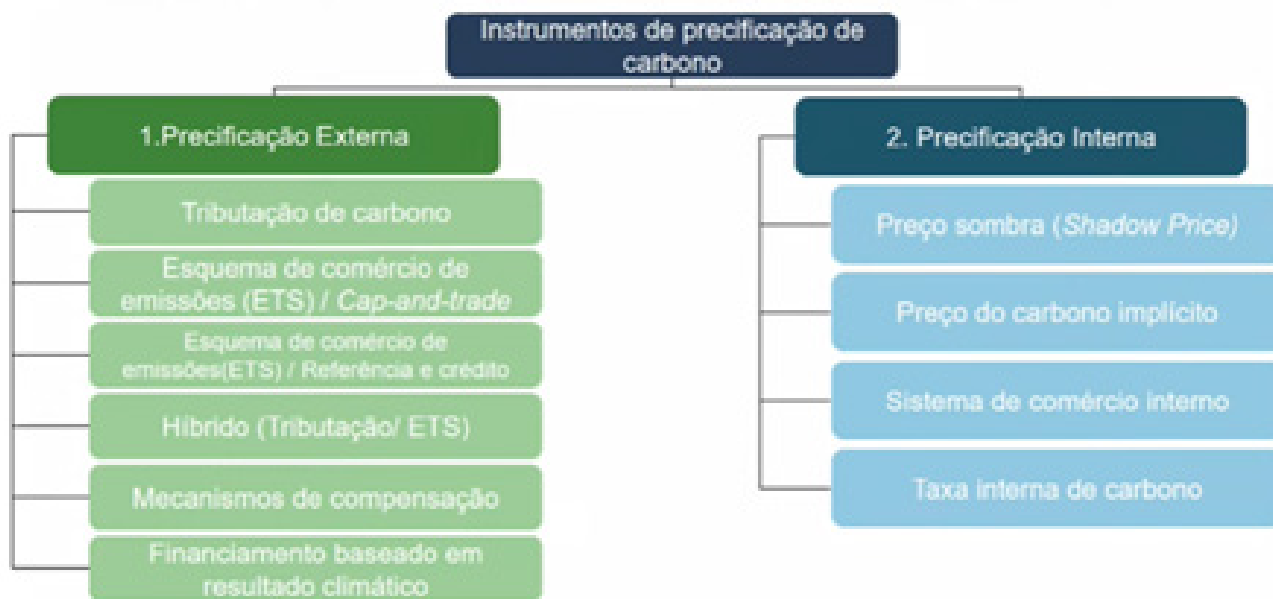 Instrumentos de precificação de
carbono
1.Precificação Externa
Tributação de carbono
Esquema de comércio de
emissões (ETS) / Cap-and-trade
Esquema de comércio de
emissões(ETS) / Referência e crédito
Híbrido (Tributação/ ETS)
Mecanismos de compensação
Financiamento baseado em
resultado climático
2. Precificação Interna
Preço sombra (Shadow Price)
Preço do carbono implícito
Sistema de comércio interno
Taxa interna de carbono